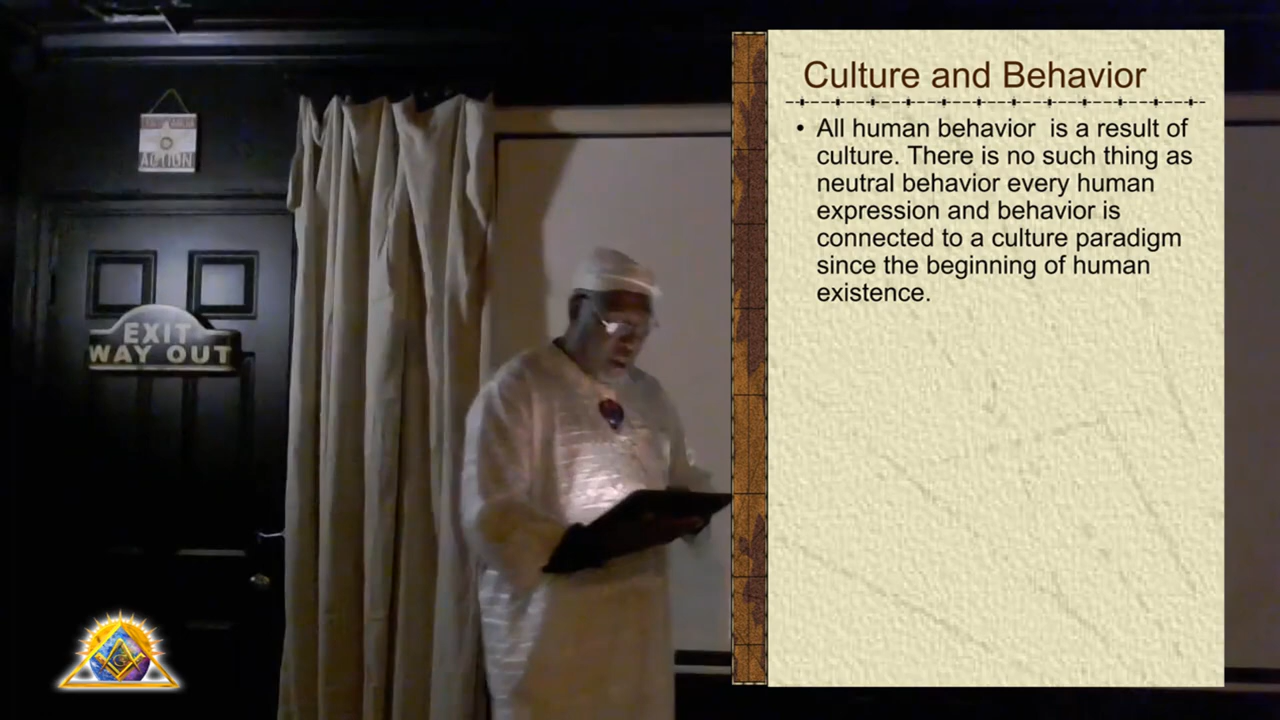 ACTION
EXIT
WAY OUT
Culture and Behavior
• All human behavior  is a result of
culture. There is no such thing as
neutral behavior every human
expression and behavior is
connected to a culture paradigm
since the beginning of human
existence.
G